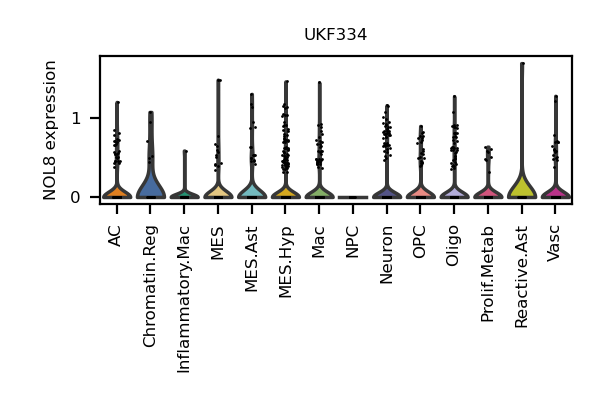 UKF334
NOL8 expression
1
0
AC
Chromatin.Reg
Inflammatory.Mac
MES
MES.Ast
MES.Hyp
Mac
NPC
Neuron
OPC
Oligo
Prolif.Metab
Reactive.Ast
Vasc